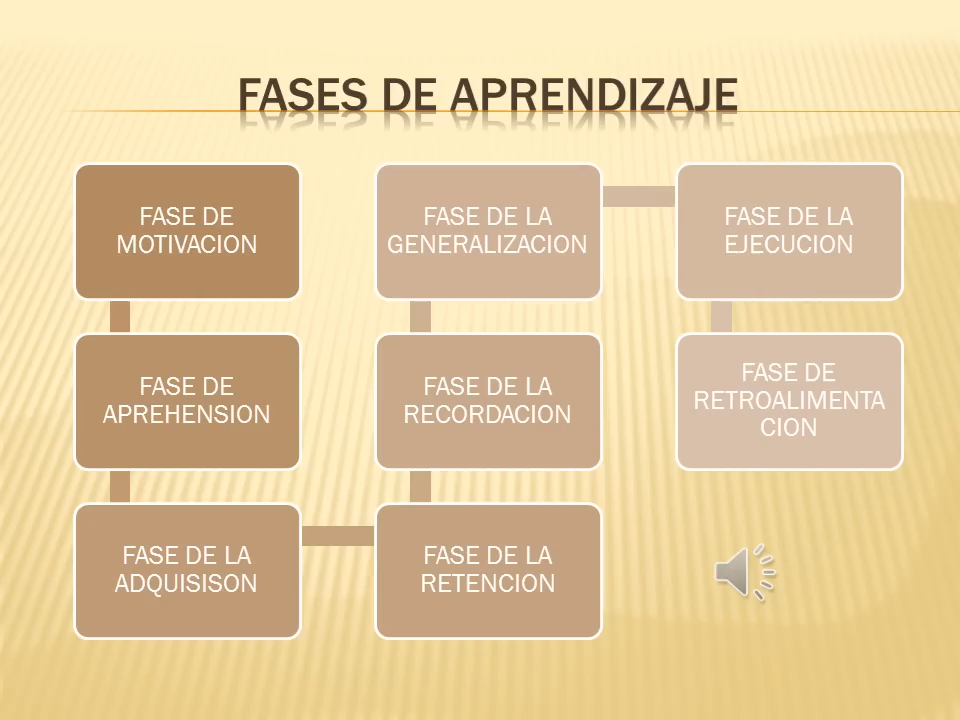 FASES DE APRENDIZAJE
FASE DE
MOTIVACION
FASE DE
APREHENSION
FASE DE LA
ADQUISISON
FASE DE LA
RETENCION
FASE DE LA
RECORDACION
FASE DE LA
GENERALIZACION
FASE DE LA
EJECUCION
FASE DE
RETROALIMENTA
CION